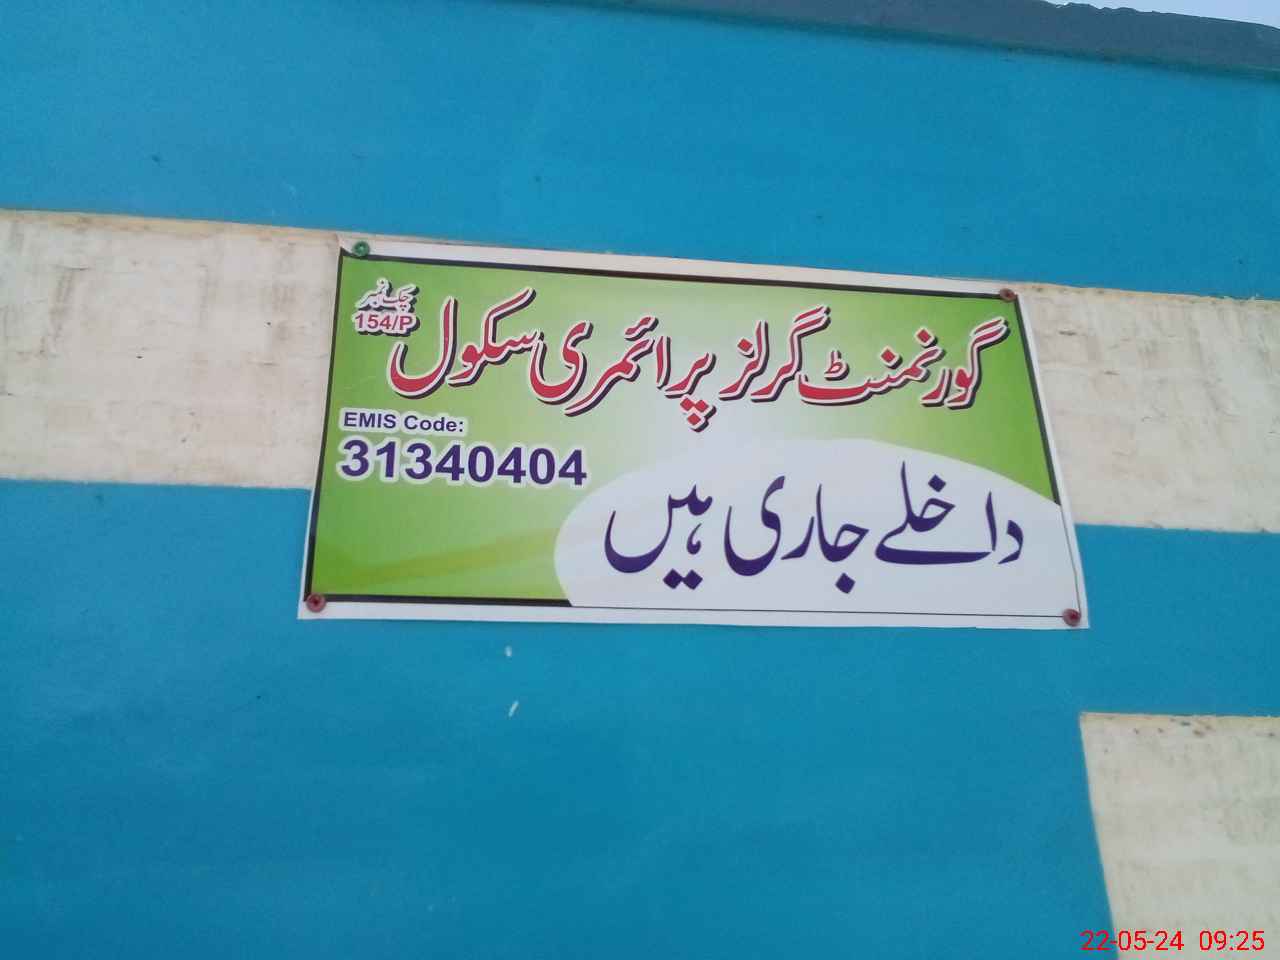 گورنمنٹ گرلز پرائمری سکول
چک نمبر
154/P
EMIS Code:
31340404
داخلے جاری ہیں
22-05-24 09:25